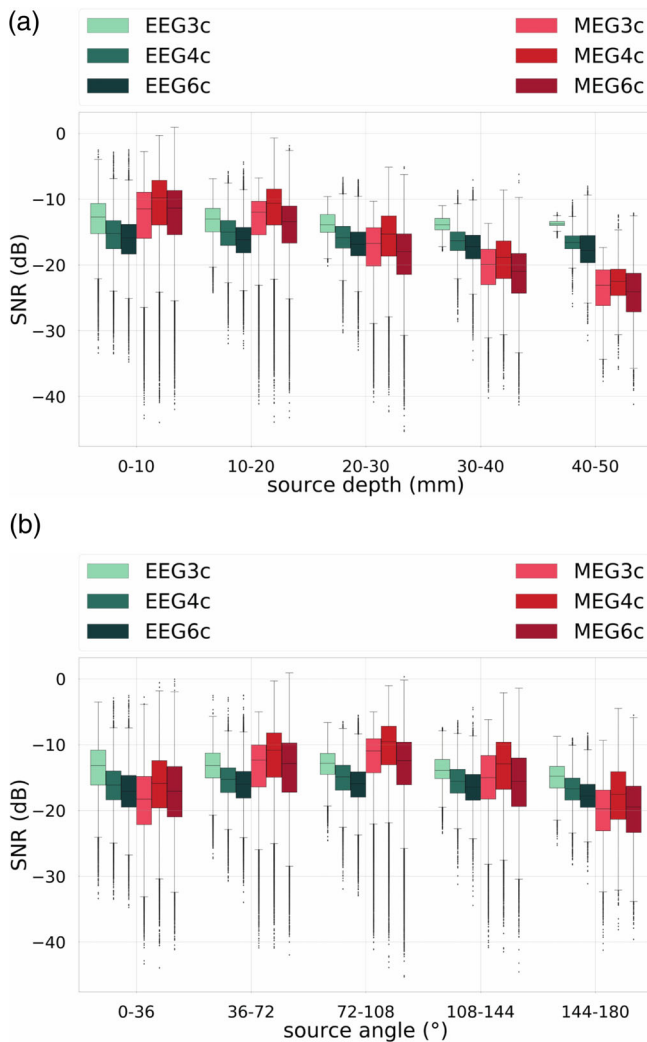 (a)
EEG3c MEG3c
EEG4c MEG4c
EEG6c MEG6c
0
−10
−20
−30
−40
SNR (dB)
0-10 10-20 20-30 30-40 40-50
source depth (mm)
(b)
EEG3c MEG3c
EEG4c MEG4c
EEG6c MEG6c
0
−10
−20
−30
−40
SNR (dB)
0-36 36-72 72-108 108-144 144-180
source angle (°)